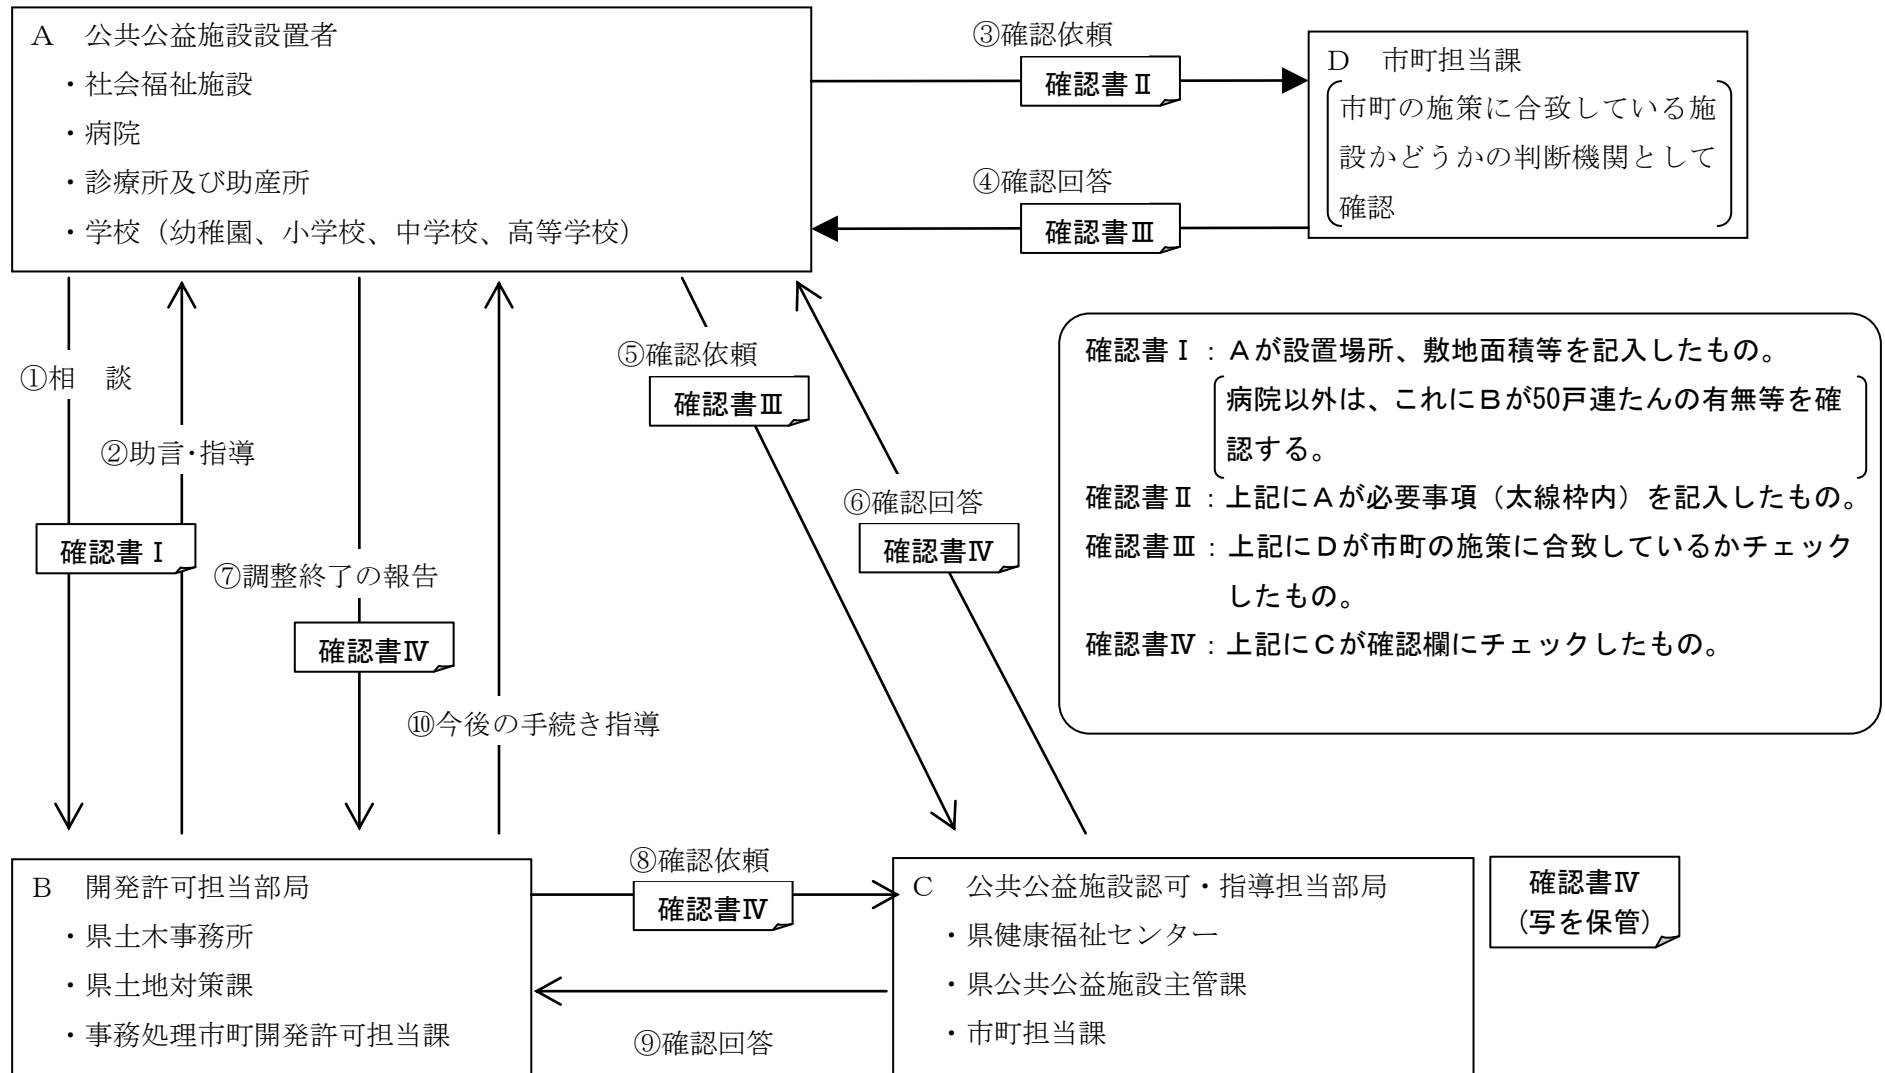 A　公共公益施設設置者
・社会福祉施設
・病院
・診療所及び助産所
・学校（幼稚園、小学校、中学校、高等学校）
③確認依頼
確認書Ⅱ
④確認回答
確認書Ⅲ
D　市町担当課
市町の施策に合致している施
設かどうかの判断機関として
確認
①相　談
②助言・指導
確認書Ⅰ
⑦調整終了の報告
確認書Ⅳ
⑩今後の手続き指導
⑤確認依頼
確認書Ⅲ
⑥確認回答
確認書Ⅳ
確認書Ⅰ：Ａが設置場所、敷地面積等を記入したもの。
病院以外は、これにＢが50戸連たんの有無等を確
認する。
確認書Ⅱ：上記にＡが必要事項（太線枠内）を記入したもの。
確認書Ⅲ：上記にＤが市町の施策に合致しているかチェック
したもの。
確認書Ⅳ：上記にＣが確認欄にチェックしたもの。
B　開発許可担当部局
・県土木事務所
・県土地対策課
・事務処理市町開発許可担当課
⑧確認依頼
確認書Ⅳ
⑨確認回答
C　公共公益施設認可・指導担当部局
・県健康福祉センター
・県公共公益施設主管課
・市町担当課
確認書Ⅳ
(写を保管)